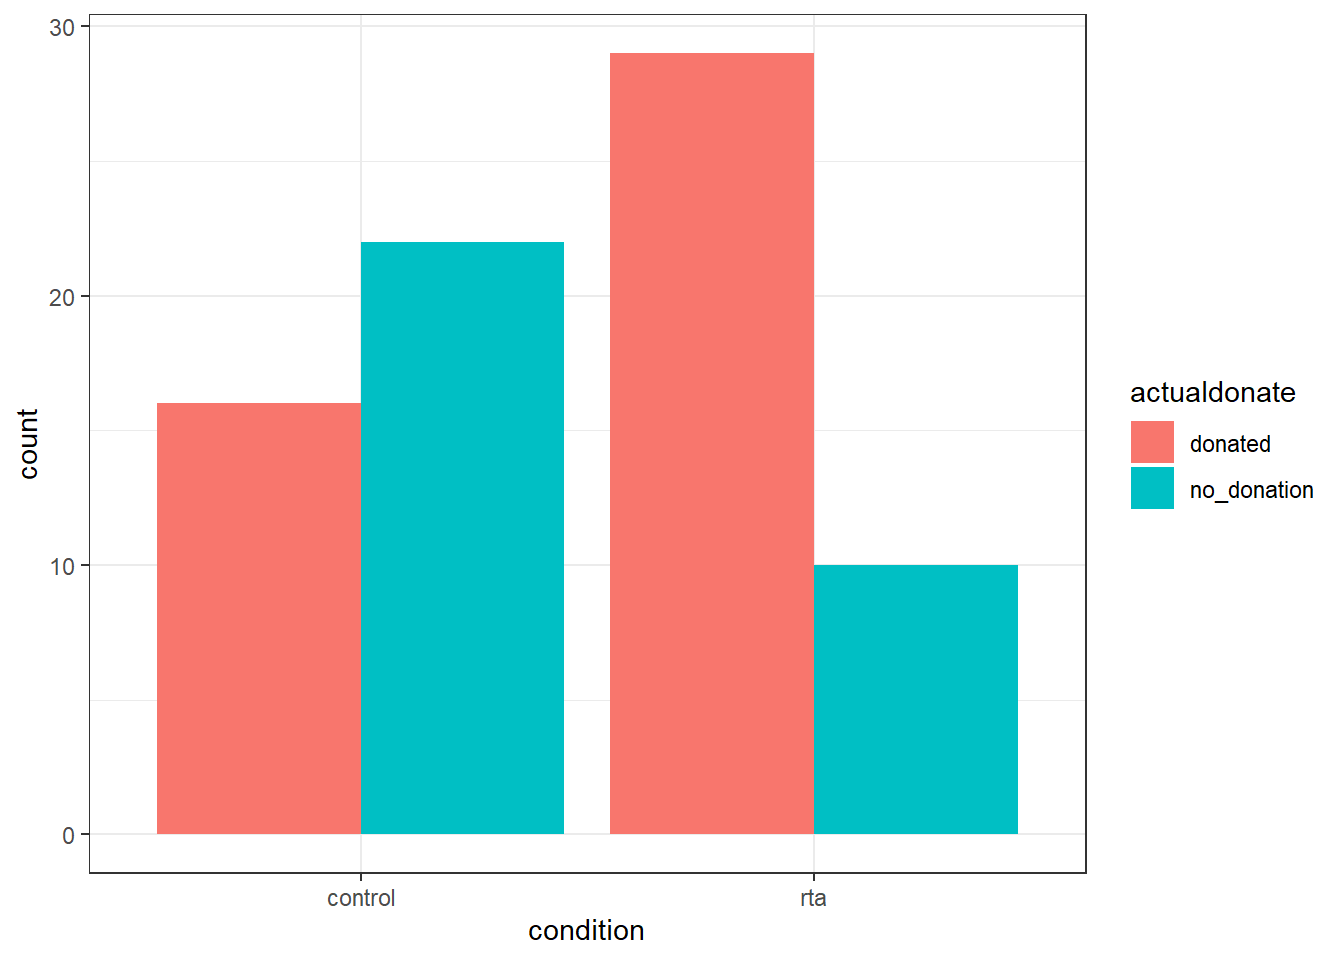 30
20
10
0
count
control
rta
condition
actualdonate
donated
no_donation